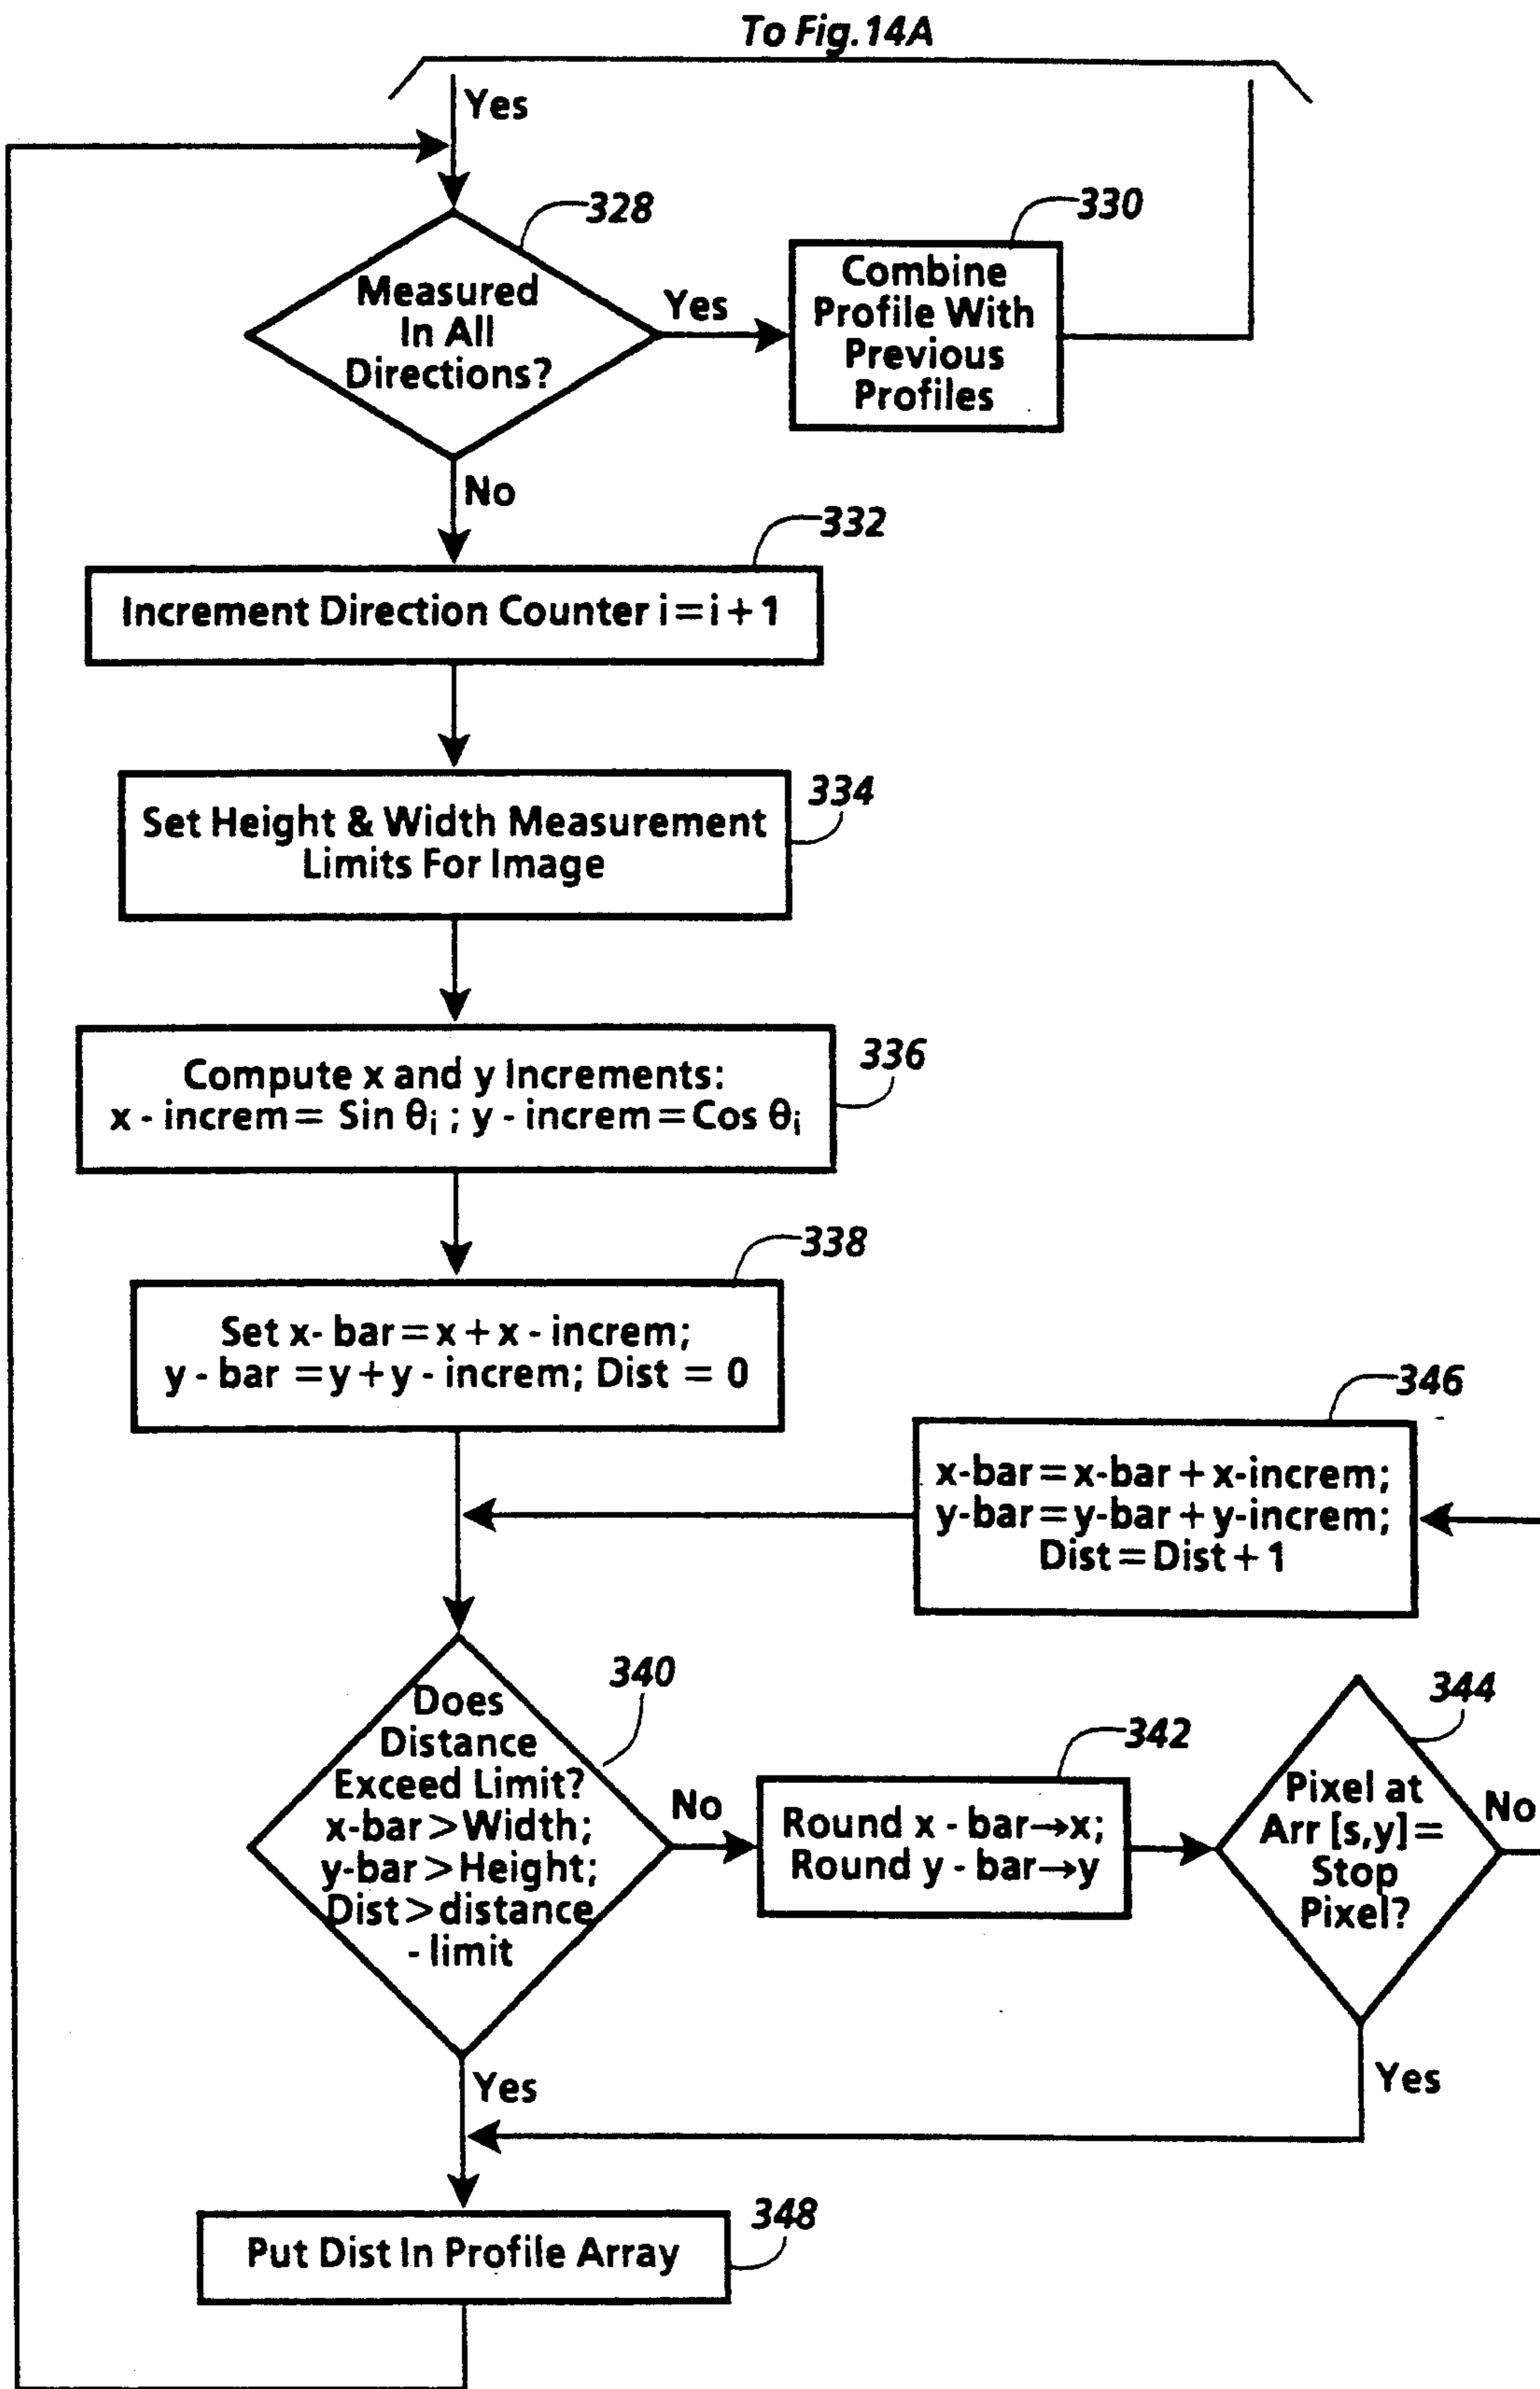 To Fig.14A
Yes
328
330
Measured
In All
Directions?
Yes
Combine
Profile With
Previous
Profiles
No
332
Increment Direction Counter i=i+1
334
Set Height & Width Measurement
Limits For Image
336
Compute x and y Increments:
x - increm = Sin θi ; y - increm = Cos θi
338
Set x- bar = x + x - increm;
y - bar = y + y - increm; Dist = 0
346
x-bar = x-bar + x-increm;
y-bar = y-bar + y-increm;
Dist = Dist + 1
340
Does
Distance
Exceed Limit?
x-bar > Width;
y-bar > Height;
Dist > distance
- limit
No
342
Round x - bar→x;
Round y - bar→y
344
Pixel at
Arr [s,y] =
Stop
Pixel?
No
Yes
Yes
348
Put Dist In Profile Array